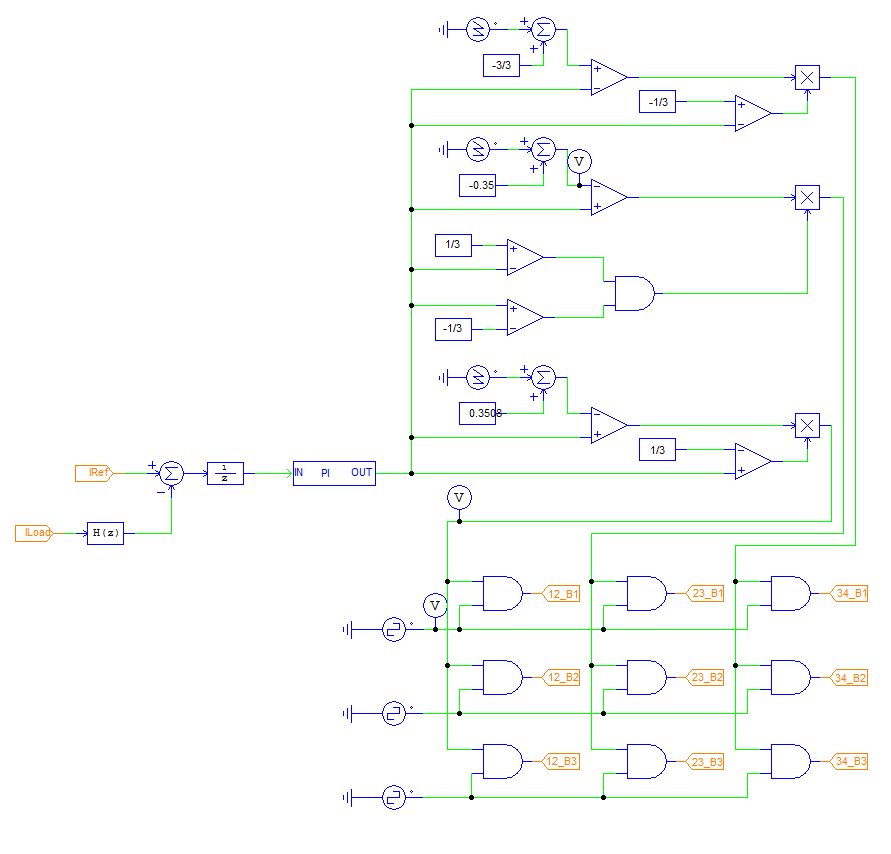 -3/3
-1/3
V
-0.35
1/3
-1/3
0.3508
1/3
IRef
1
z
IN PI OUT
V
ILoad
H(z)
V
12_B1 23_B1 34_B1
12_B2 23_B2 34_B2
12_B3 23_B3 34_B3